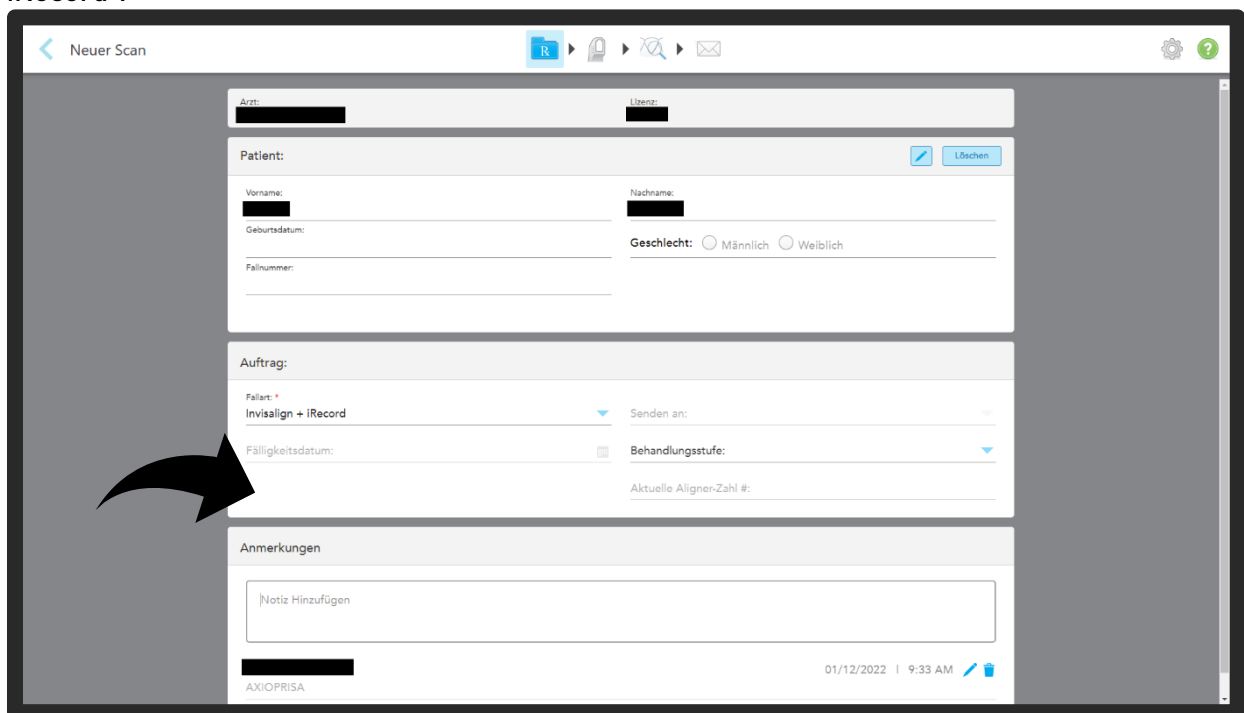 Neuer Scan
R
?
Arzt:
Lizenz:
Patient:
Löschen
Vorname:
Nachname:
Geburtsdatum:
Geschlecht: Männlich Weiblich
Fallnummer:
Auftrag:
Fallart: *
Invisalign + iRecord
Senden an:
Fälligkeitsdatum:
Behandlungsstufe:
Aktuelle Aligner-Zahl #:
Anmerkungen
Notiz Hinzufügen
01/12/2022 | 9:33 AM
AXIOPRISA